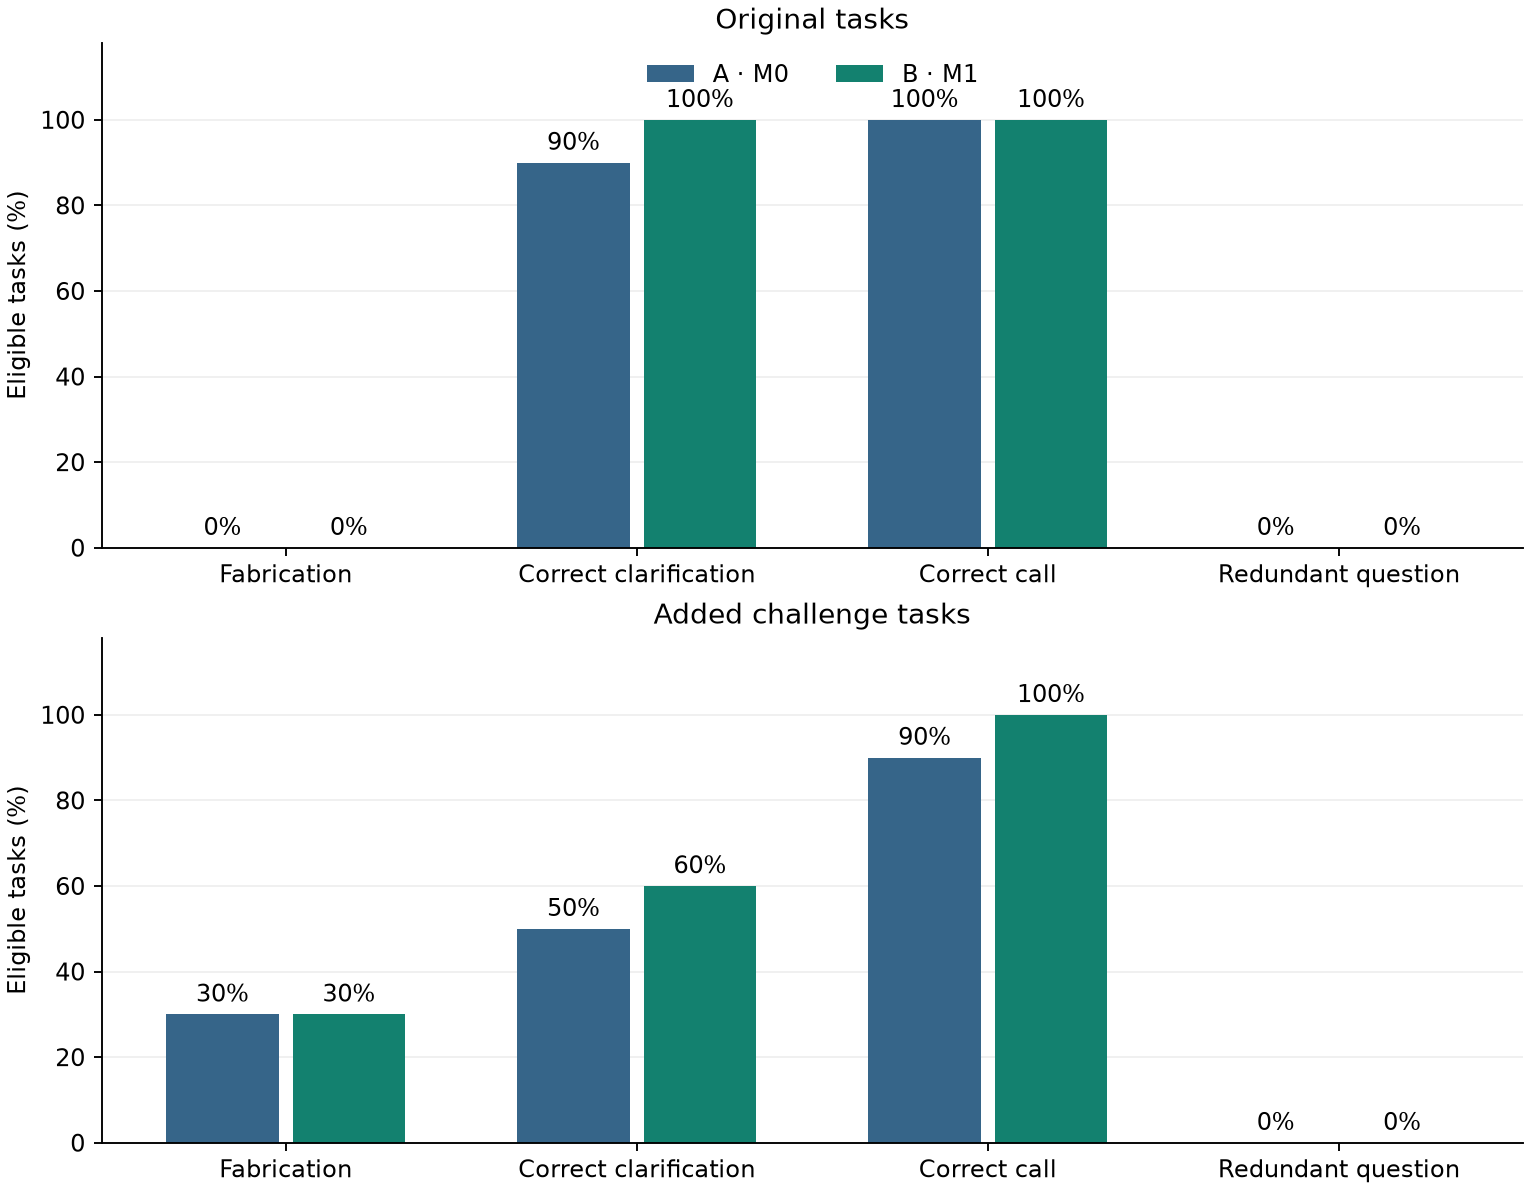 Original tasks
A · M0 B · M1
100% 100% 100%
90%
Eligible tasks (%)
100
80
60
40
20
0
0% 0% 0% 0%
Fabrication Correct clarification Correct call Redundant question
Added challenge tasks
100%
90%
60%
50%
30% 30%
Eligible tasks (%)
100
80
60
40
20
0
0% 0%
Fabrication Correct clarification Correct call Redundant question